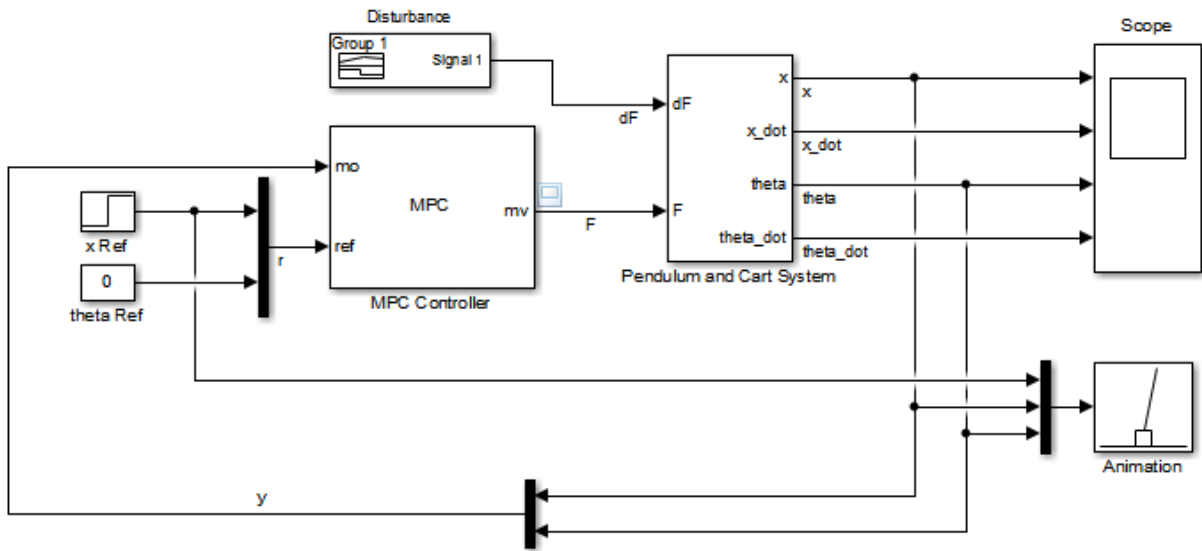 Disturbance
Group 1
Signal 1
Scope
dF
dF
x
x
x_dot
x_dot
mo
MPC
mv
F
F
theta
theta
ref
theta_dot
theta_dot
x Ref
r
0
theta Ref
MPC Controller
Pendulum and Cart System
Animation
y